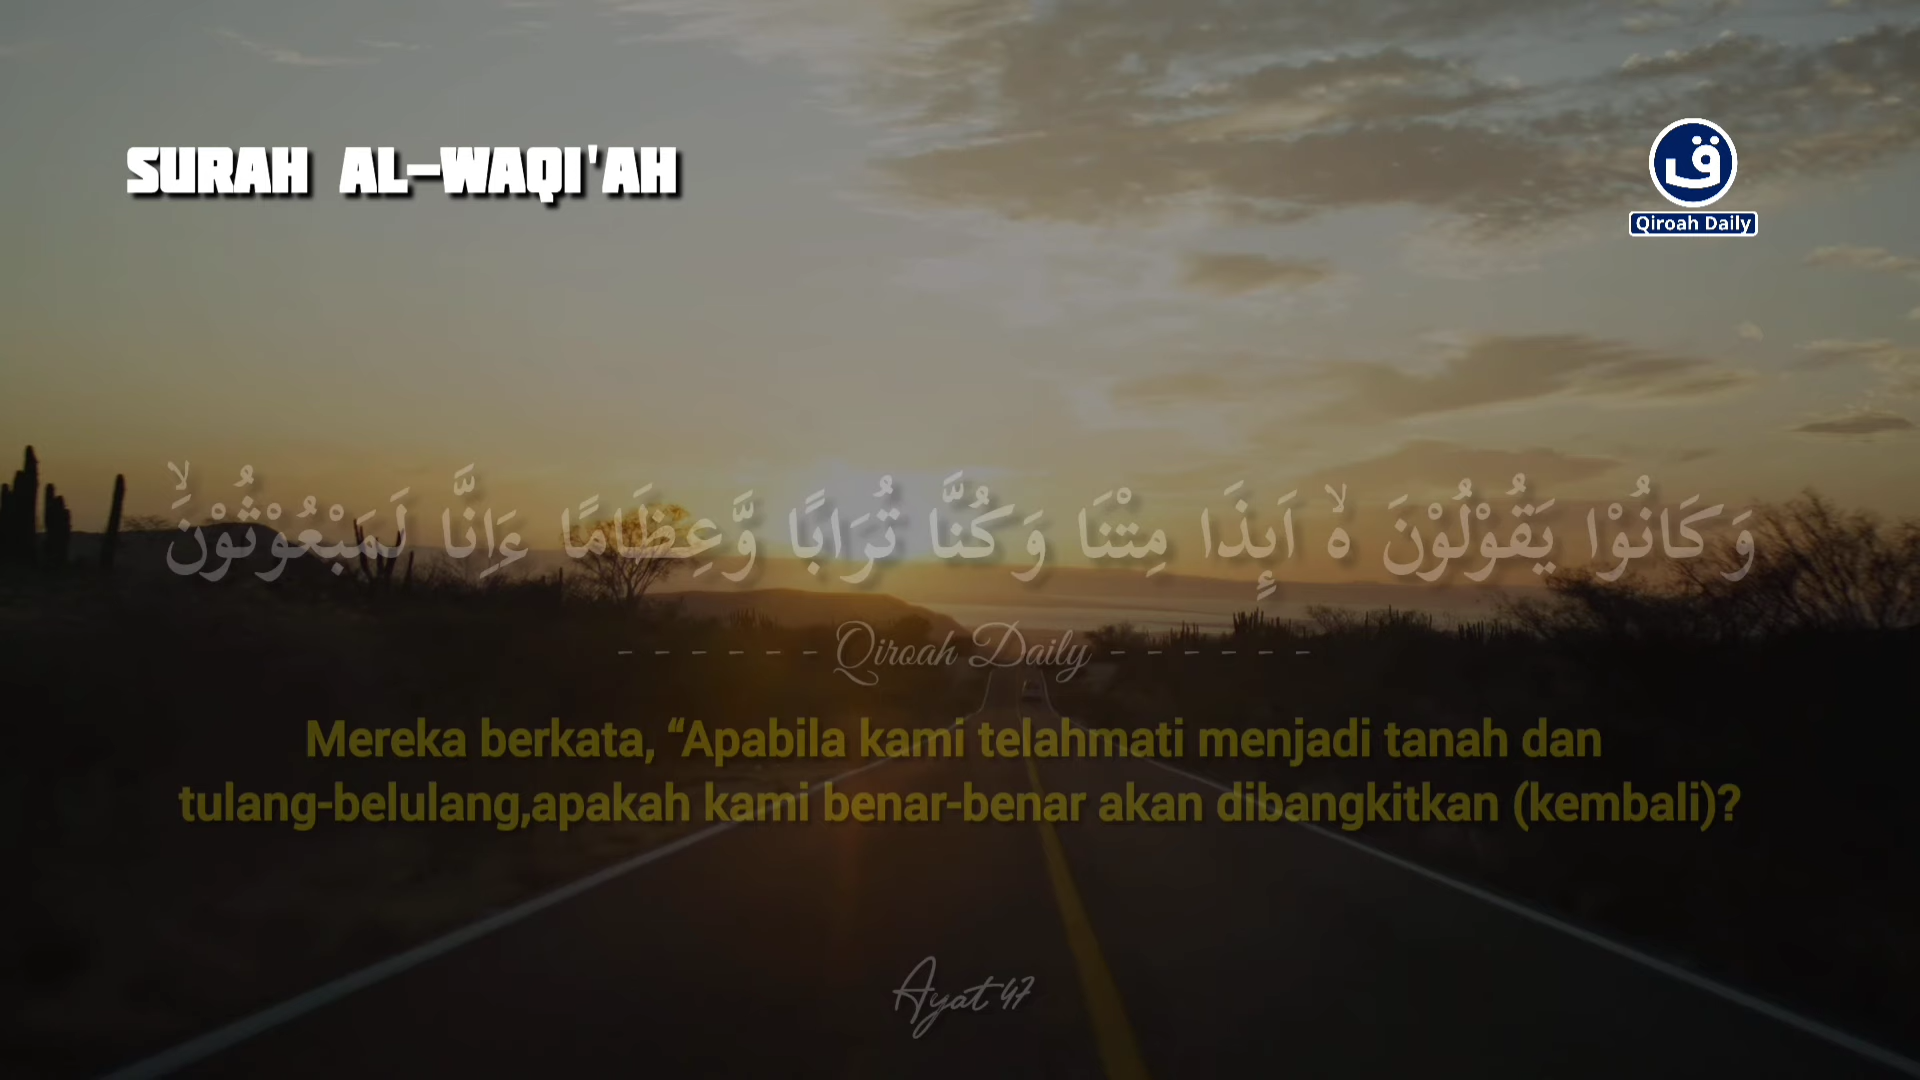 SURAH AL-WAQI'AH
ق
Qiroah Daily
وَكَانُوْا يَقُوْلُوْنَ ەۙ اَىِٕذَا مِتْنَا وَكُنَّا تُرَابًا وَّعِظَامًا ءَاِنَّا لَمَبْعُوْثُوْنَۙ
- - - - - - Qiroah Daily - - - - - -
Mereka berkata, “Apabila kami telahmati menjadi tanah dan
tulang-belulang,apakah kami benar-benar akan dibangkitkan (kembali)?
Ayat 47